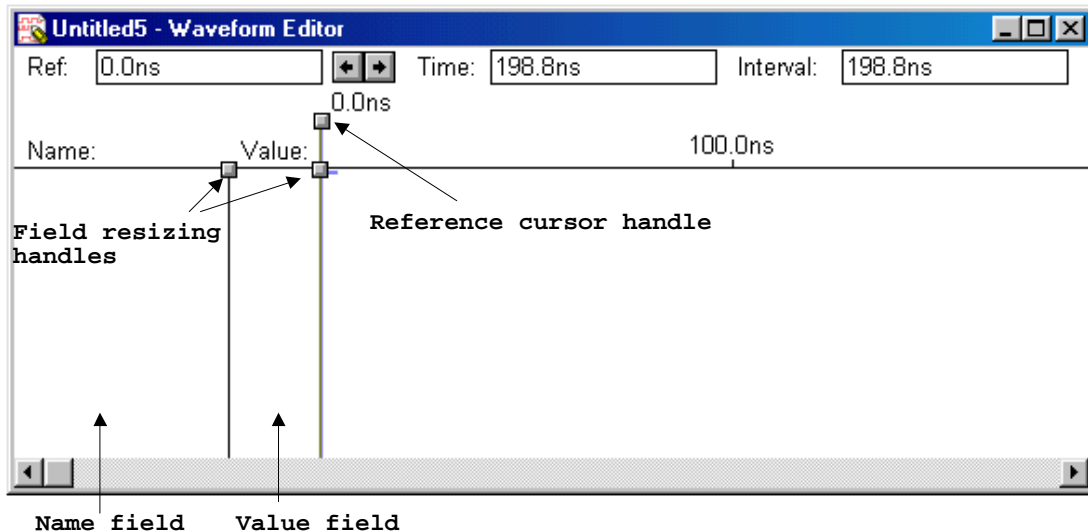 Untitled5 - Waveform Editor
Ref: 0.0ns Time: 198.8ns Interval: 198.8ns
0.0ns
Name: Value: 100.0ns
Reference cursor handle
Field resizing
handles
Name field Value field